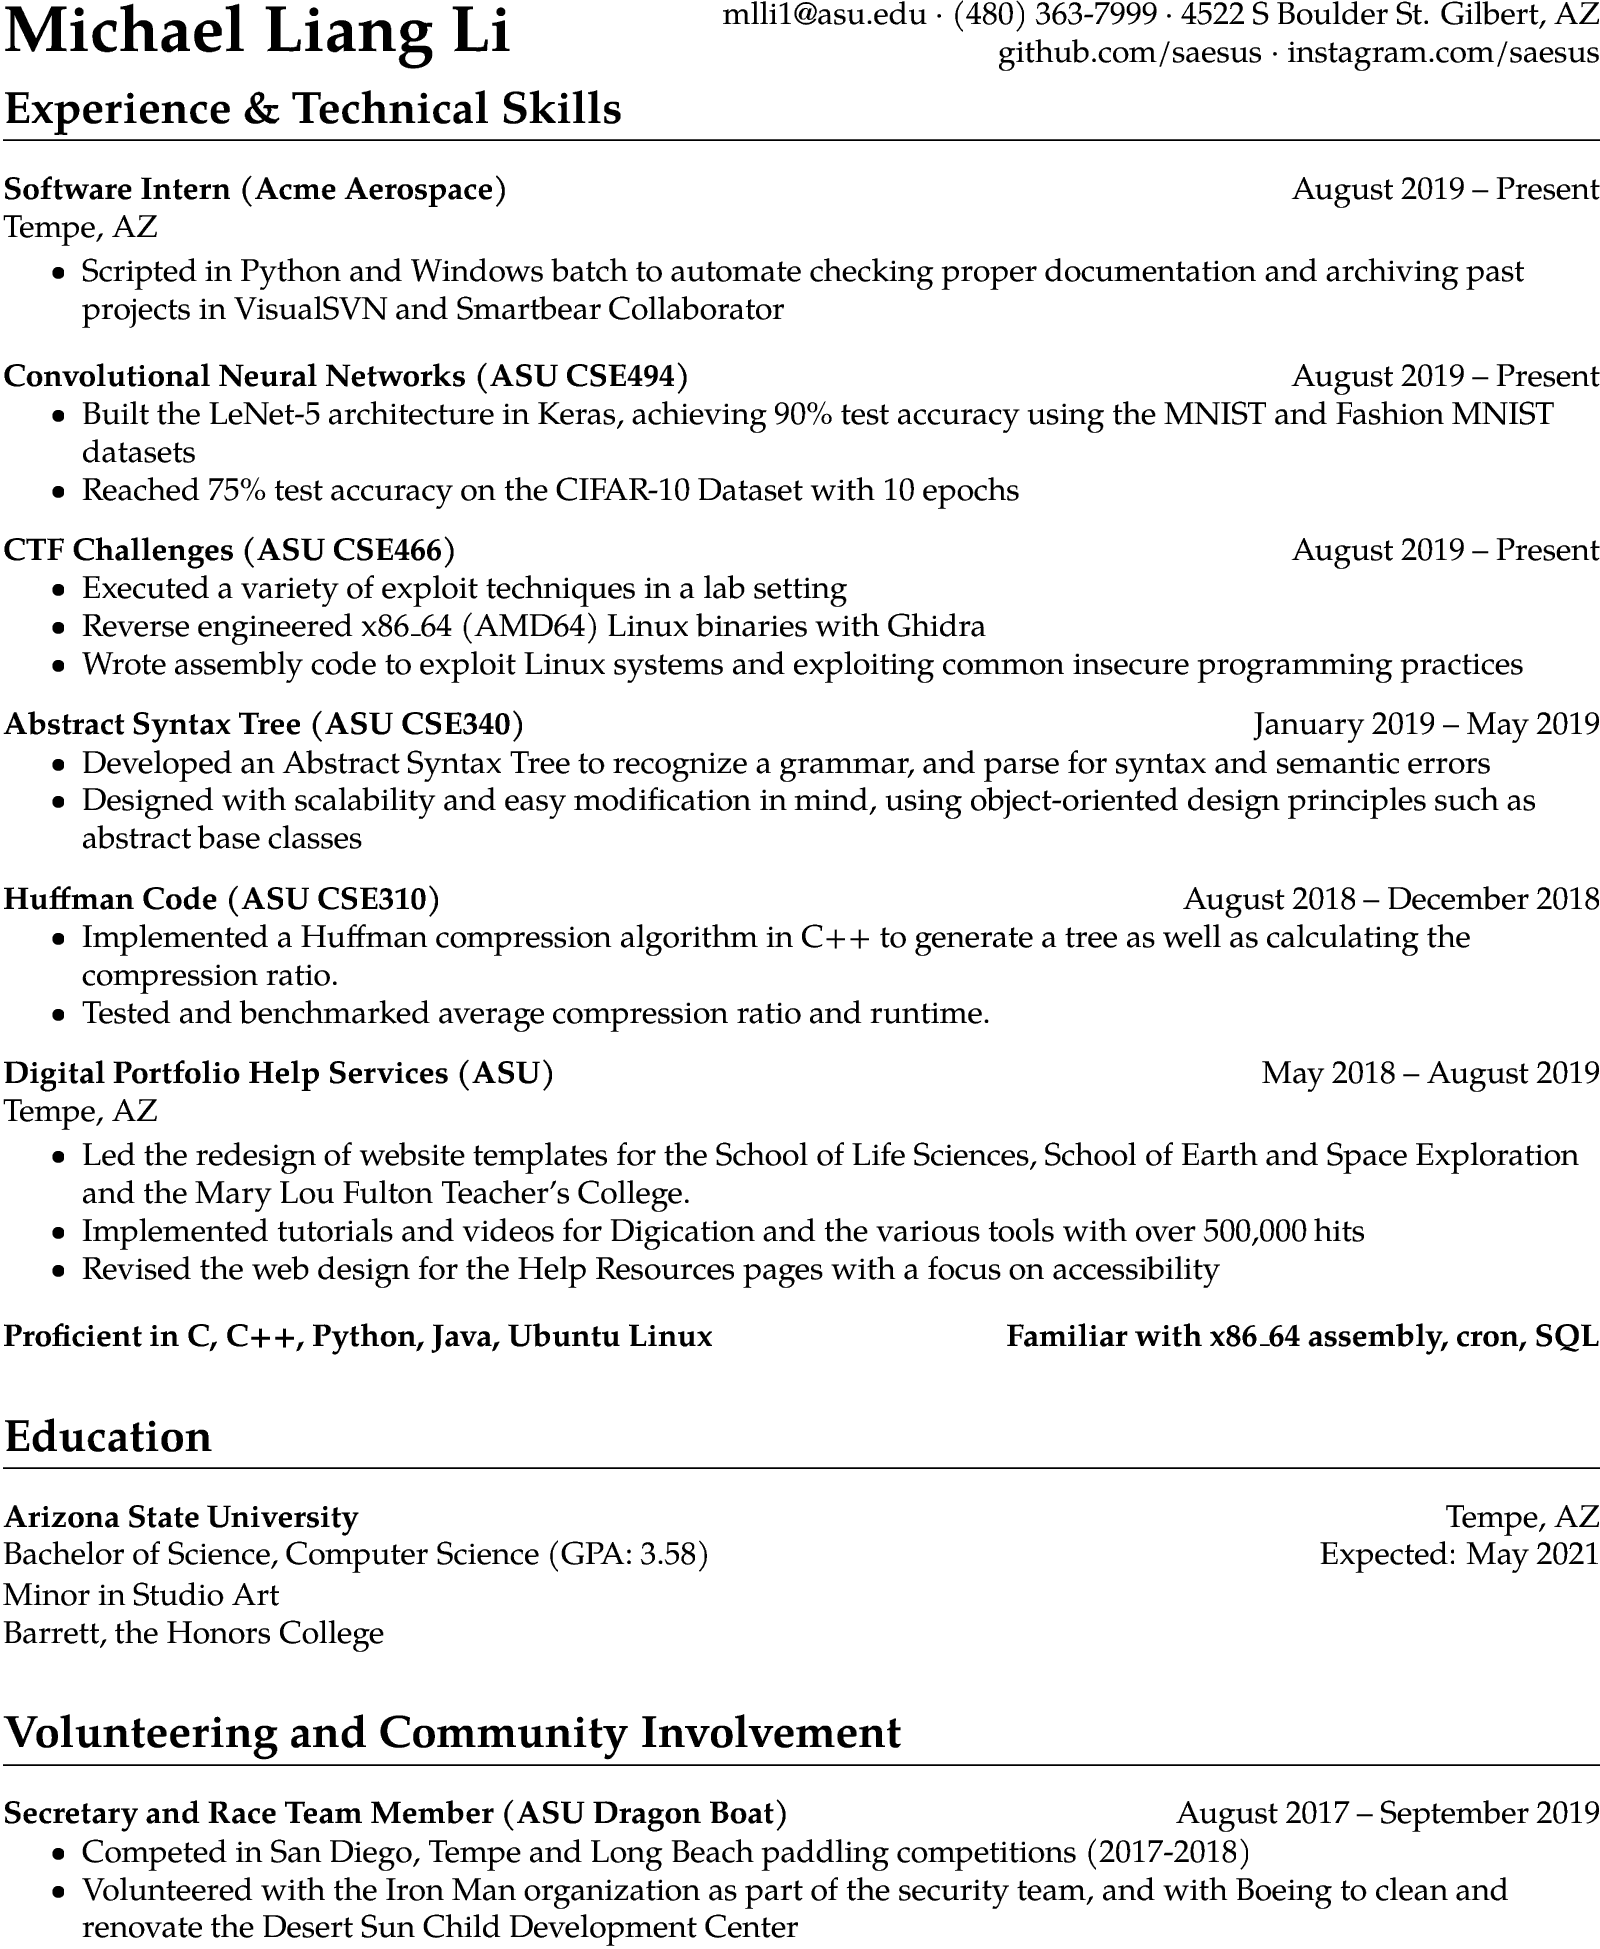 Michael Liang Li
mlli1@asu.edu · (480) 363-7999 · 4522 S Boulder St. Gilbert, AZ
github.com/saesus · instagram.com/saesus
Experience & Technical Skills
Software Intern (Acme Aerospace) August 2019 – Present
Tempe, AZ
• Scripted in Python and Windows batch to automate checking proper documentation and archiving past
projects in VisualSVN and Smartbear Collaborator
Convolutional Neural Networks (ASU CSE494) August 2019 – Present
• Built the LeNet-5 architecture in Keras, achieving 90% test accuracy using the MNIST and Fashion MNIST
datasets
• Reached 75% test accuracy on the CIFAR-10 Dataset with 10 epochs
CTF Challenges (ASU CSE466) August 2019 – Present
• Executed a variety of exploit techniques in a lab setting
• Reverse engineered x86_64 (AMD64) Linux binaries with Ghidra
• Wrote assembly code to exploit Linux systems and exploiting common insecure programming practices
Abstract Syntax Tree (ASU CSE340) January 2019 – May 2019
• Developed an Abstract Syntax Tree to recognize a grammar, and parse for syntax and semantic errors
• Designed with scalability and easy modification in mind, using object-oriented design principles such as
abstract base classes
Huffman Code (ASU CSE310) August 2018 – December 2018
• Implemented a Huffman compression algorithm in C++ to generate a tree as well as calculating the
compression ratio.
• Tested and benchmarked average compression ratio and runtime.
Digital Portfolio Help Services (ASU) May 2018 – August 2019
Tempe, AZ
• Led the redesign of website templates for the School of Life Sciences, School of Earth and Space Exploration
and the Mary Lou Fulton Teacher's College.
• Implemented tutorials and videos for Digication and the various tools with over 500,000 hits
• Revised the web design for the Help Resources pages with a focus on accessibility
Proficient in C, C++, Python, Java, Ubuntu Linux Familiar with x86_64 assembly, cron, SQL
Education
Arizona State University Tempe, AZ
Bachelor of Science, Computer Science (GPA: 3.58) Expected: May 2021
Minor in Studio Art
Barrett, the Honors College
Volunteering and Community Involvement
Secretary and Race Team Member (ASU Dragon Boat) August 2017 – September 2019
• Competed in San Diego, Tempe and Long Beach paddling competitions (2017-2018)
• Volunteered with the Iron Man organization as part of the security team, and with Boeing to clean and
renovate the Desert Sun Child Development Center